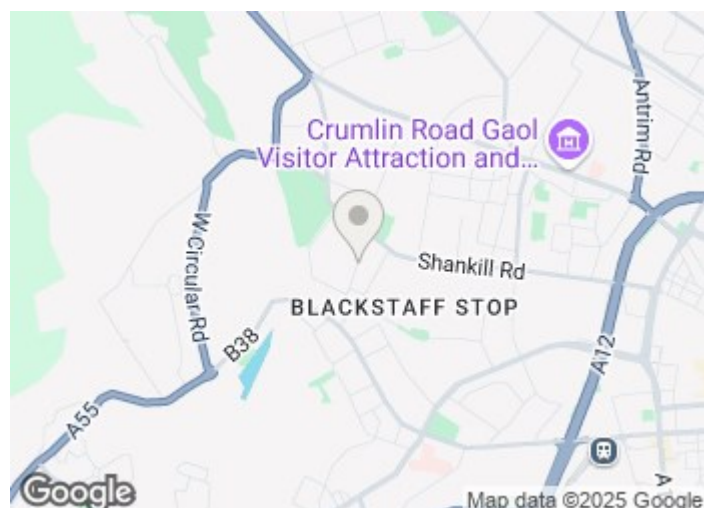 Antrim Rd
Crumlin Road Gaol
Visitor Attraction and...
W Circular Rd
Shankill Rd
BLACKSTAFF STOP
B38
A12
A55
A
Google
Map data ©2025 Google